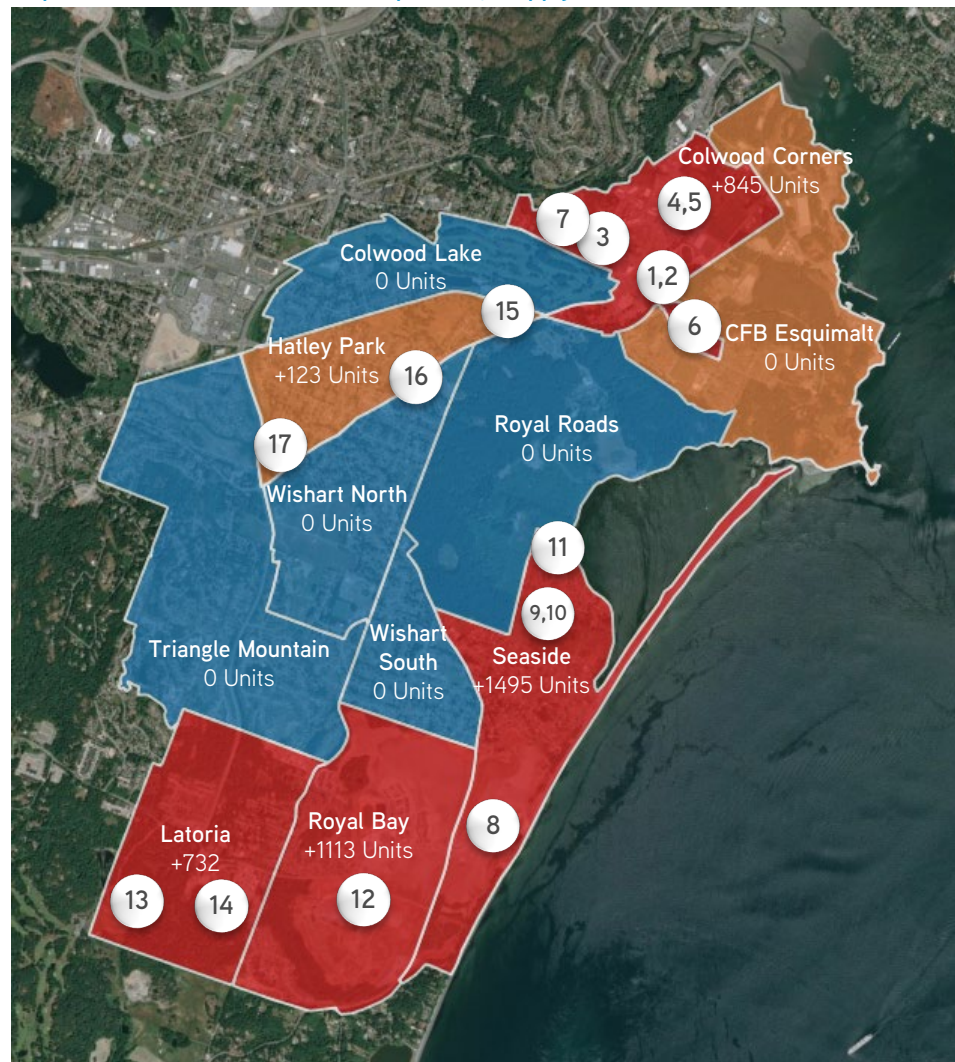 Colwood Corners
+845 Units
4,5
7
3
Colwood Lake
0 Units
1,2
15
6
CFB Esquimalt
0 Units
Hatley Park
+123 Units
16
Royal Roads
0 Units
17
Wishart North
0 Units
11
9,10
Wishart
South
0 Units
Triangle Mountain
0 Units
Seaside
+1495 Units
8
Latoria
+732
Royal Bay
+1113 Units
13
14
12